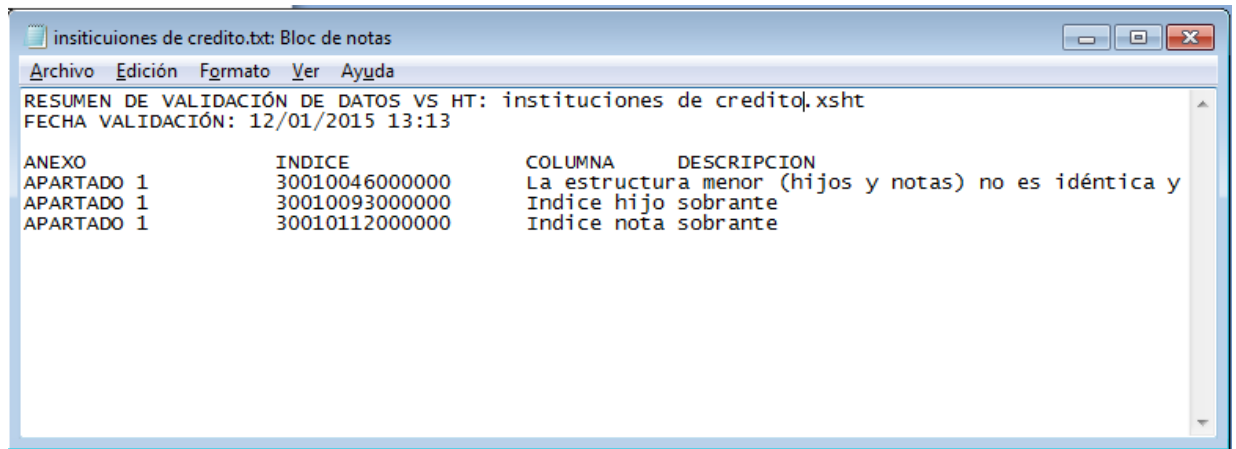 insiticuiones de credito.txt: Bloc de notas
Archivo Edición Formato Ver Ayuda
RESUMEN DE VALIDACIÓN DE DATOS VS HT: instituciones de credito.xsht
FECHA VALIDACIÓN: 12/01/2015 13:13
ANEXO INDICE COLUMNA DESCRIPCION
APARTADO 1 30010046000000 La estructura menor (hijos y notas) no es idéntica y
APARTADO 1 30010093000000 Indice hijo sobrante
APARTADO 1 30010112000000 Indice nota sobrante